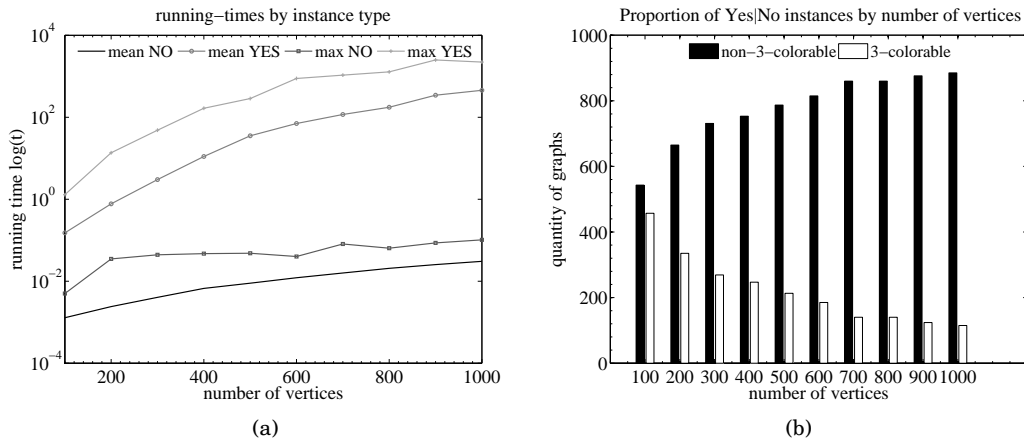 running−times by instance type
mean NO
mean YES
max NO
max YES
running time log(t)
10^4
10^2
10^0
10^−2
10^−4
200 400 600 800 1000
number of vertices
(a)
Proportion of Yes|No instances by number of vertices
non−3−colorable
3−colorable
quantity of graphs
1000
800
600
400
200
0
100 200 300 400 500 600 700 800 900 1000
number of vertices
(b)